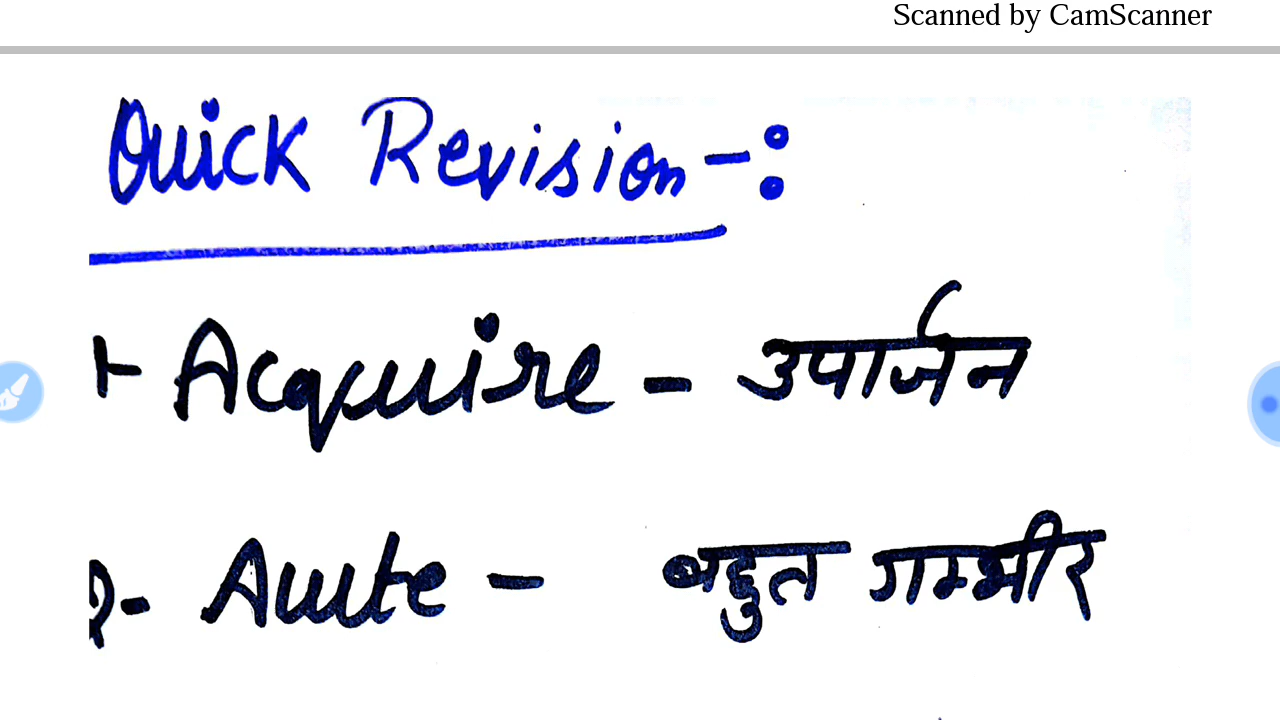 Scanned by CamScanner
Quick Revision -:
1- Acquire - उपार्जन
2- Acute - बहुत गम्भीर